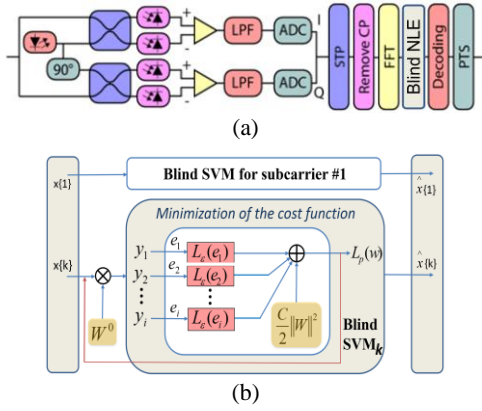 90°
+
-
+
-
LPF
ADC
I
LPF
ADC
Q
STP
Remove CP
FFT
Blind NLE
Decoding
PTS
(a)
x{1}
Blind SVM for subcarrier #1
x̂{1}
Minimization of the cost function
x{k}
W⁰
y₁ e₁ Lε(e₁)
y₂ e₂ Lε(e₂)
⋮
yᵢ eᵢ Lε(eᵢ)
C/2 ‖W‖²
Lₚ(w)
Blind
SVMₖ
x̂{k}
(b)